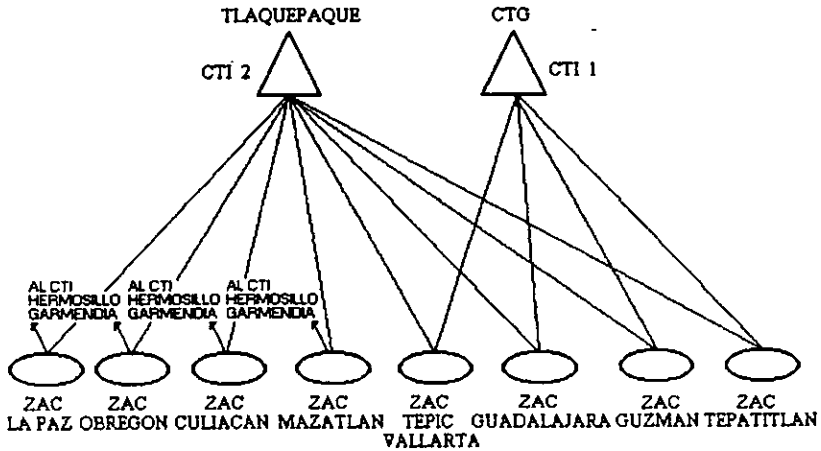 TLAQUEPAQUE CTG
CTI 2 CTI 1
AL CTI AL CTI AL CTI
HERMOSILLO HERMOSILLO HERMOSILLO
GARMENDIA GARMENDIA GARMENDIA
ZAC ZAC ZAC ZAC ZAC ZAC ZAC ZAC
LA PAZ OBREGON CULIACAN MAZATLAN TEPIC GUADALAJARA GUZMAN TEPATITLAN
VALLARTA